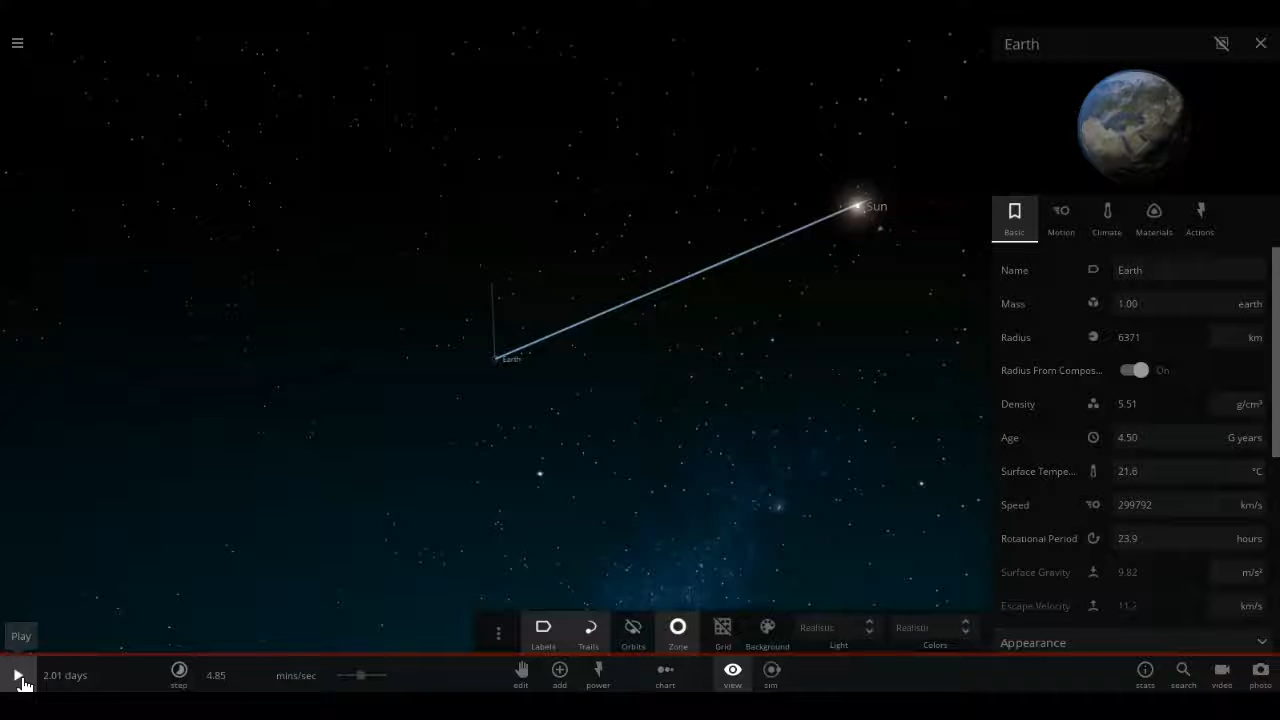 Earth
Sun
Earth
Basic Motion Climate Materials Actions
Name Earth
Mass 1.00 earth
Radius 6371 km
Radius From Compos... On
Density 5.51 g/cm³
Age 4.50 G years
Surface Tempe... 21.6 °C
Speed 299792 km/s
Rotational Period 23.9 hours
Surface Gravity 9.82 m/s²
Escape Velocity 11.2 km/s
Appearance
Play
Labels Trails Orbits Zone Grid Background
Realistic
Light
Realistic
Colors
2.01 days
step
4.85 mins/sec
edit add power chart view sim
stats search video photo